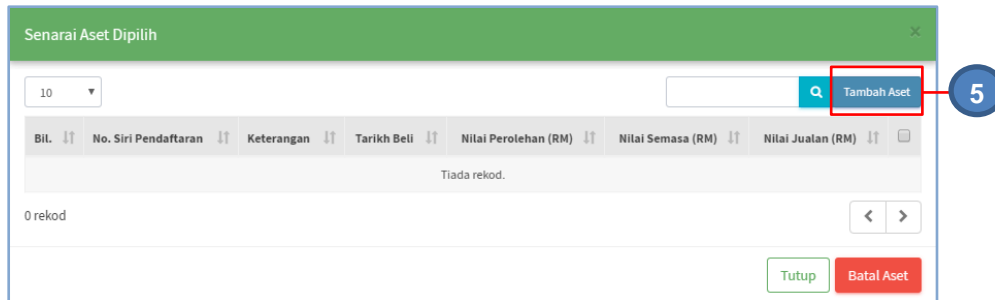 Senarai Aset Dipilih ×
10 Tambah Aset 5
Bil. No. Siri Pendaftaran Keterangan Tarikh Beli Nilai Perolehan (RM) Nilai Semasa (RM) Nilai Jualan (RM)
Tiada rekod.
0 rekod
Tutup Batal Aset